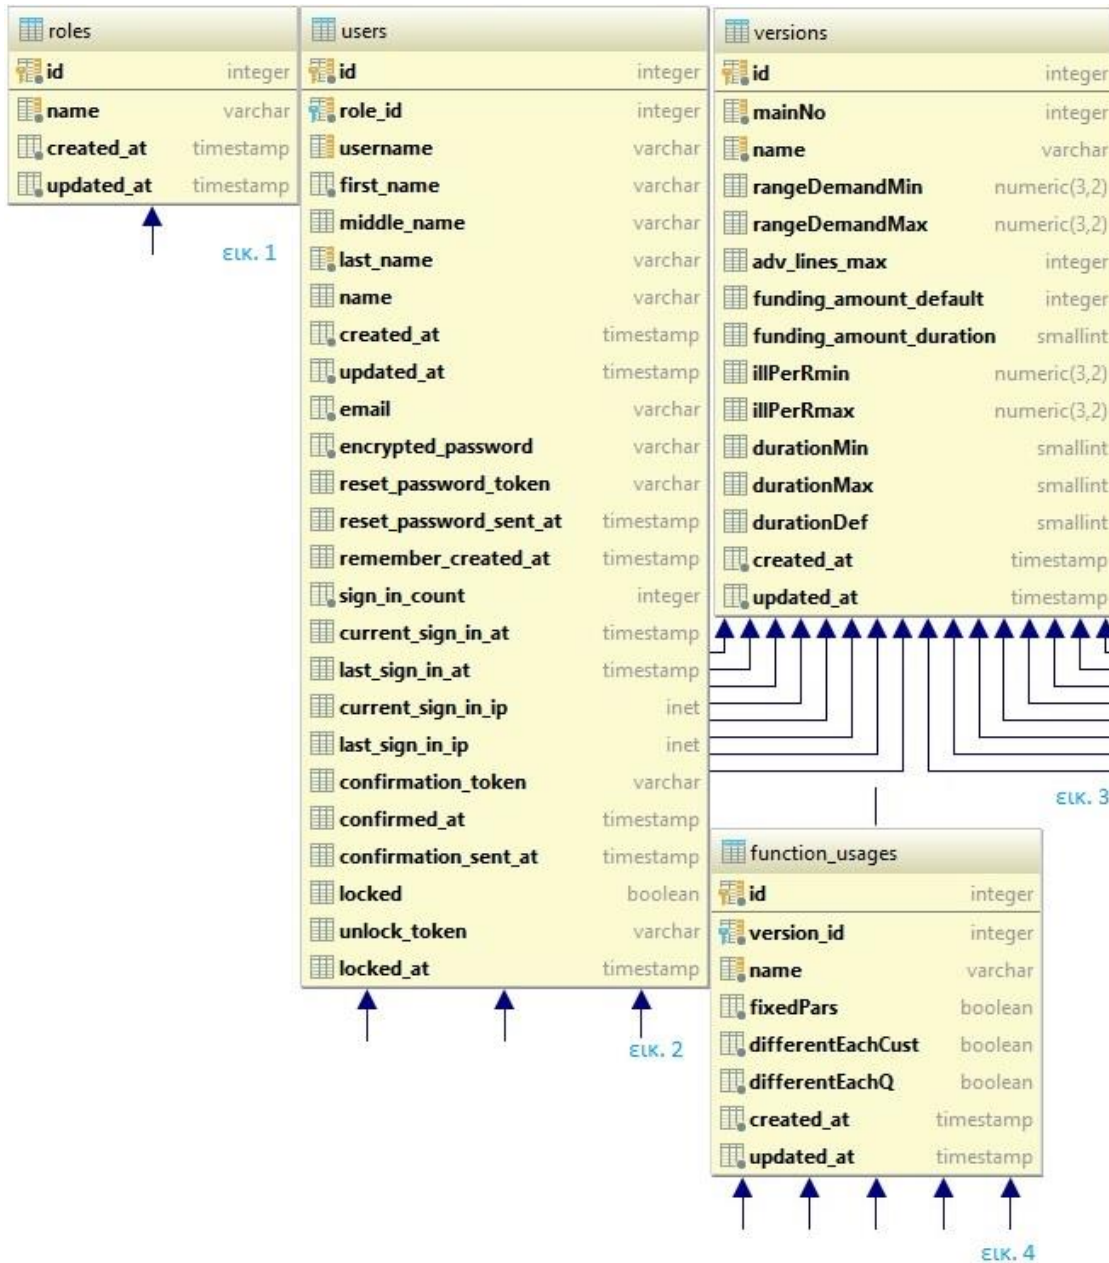 roles
id integer
name varchar
created_at timestamp
updated_at timestamp
εικ. 1
users
id integer
role_id integer
username varchar
first_name varchar
middle_name varchar
last_name varchar
name varchar
created_at timestamp
updated_at timestamp
email varchar
encrypted_password varchar
reset_password_token varchar
reset_password_sent_at timestamp
remember_created_at timestamp
sign_in_count integer
current_sign_in_at timestamp
last_sign_in_at timestamp
current_sign_in_ip inet
last_sign_in_ip inet
confirmation_token varchar
confirmed_at timestamp
confirmation_sent_at timestamp
locked boolean
unlock_token varchar
locked_at timestamp
εικ. 2
versions
id integer
mainNo integer
name varchar
rangeDemandMin numeric(3,2)
rangeDemandMax numeric(3,2)
adv_lines_max integer
funding_amount_default integer
funding_amount_duration smallint
illPerRmin numeric(3,2)
illPerRmax numeric(3,2)
durationMin smallint
durationMax smallint
durationDef smallint
created_at timestamp
updated_at timestamp
εικ. 3
function_usages
id integer
version_id integer
name varchar
fixedPars boolean
differentEachCust boolean
differentEachQ boolean
created_at timestamp
updated_at timestamp
εικ. 4